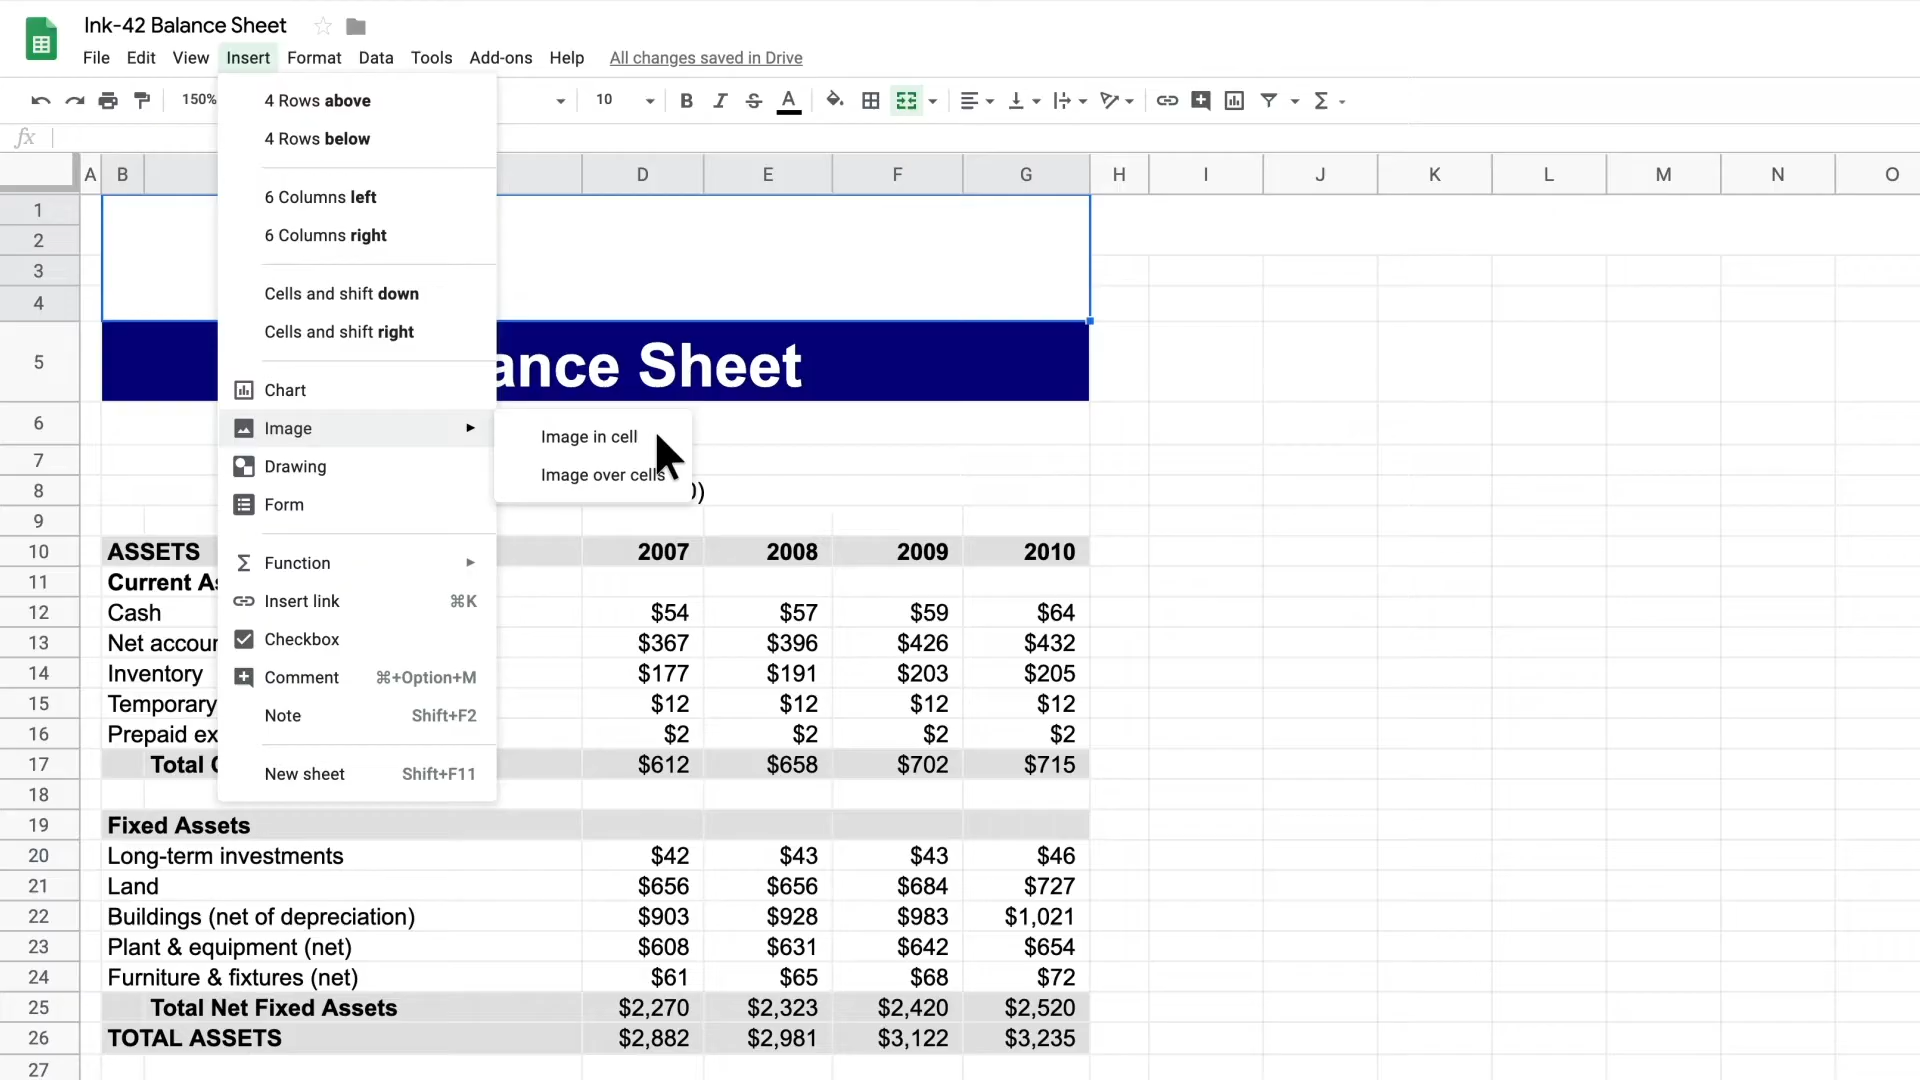 Ink-42 Balance Sheet
File Edit View Insert Format Data Tools Add-ons Help All changes saved in Drive
150% 10 B I S A
fx
A B D E F G H I J K L M N O
4 Rows above
4 Rows below
6 Columns left
6 Columns right
Cells and shift down
Cells and shift right
Chart
Image
Drawing
Form
Function
Insert link ⌘K
Checkbox
Comment ⌘+Option+M
Note Shift+F2
New sheet Shift+F11
Image in cell
Image over cells
1
2
3
4
5 ance Sheet
6
7
8 0)
9
10 ASSETS 2007 2008 2009 2010
11 Current As
12 Cash $54 $57 $59 $64
13 Net accour $367 $396 $426 $432
14 Inventory $177 $191 $203 $205
15 Temporary $12 $12 $12 $12
16 Prepaid ex $2 $2 $2 $2
17 Total C $612 $658 $702 $715
18
19 Fixed Assets
20 Long-term investments $42 $43 $43 $46
21 Land $656 $656 $684 $727
22 Buildings (net of depreciation) $903 $928 $983 $1,021
23 Plant & equipment (net) $608 $631 $642 $654
24 Furniture & fixtures (net) $61 $65 $68 $72
25 Total Net Fixed Assets $2,270 $2,323 $2,420 $2,520
26 TOTAL ASSETS $2,882 $2,981 $3,122 $3,235
27